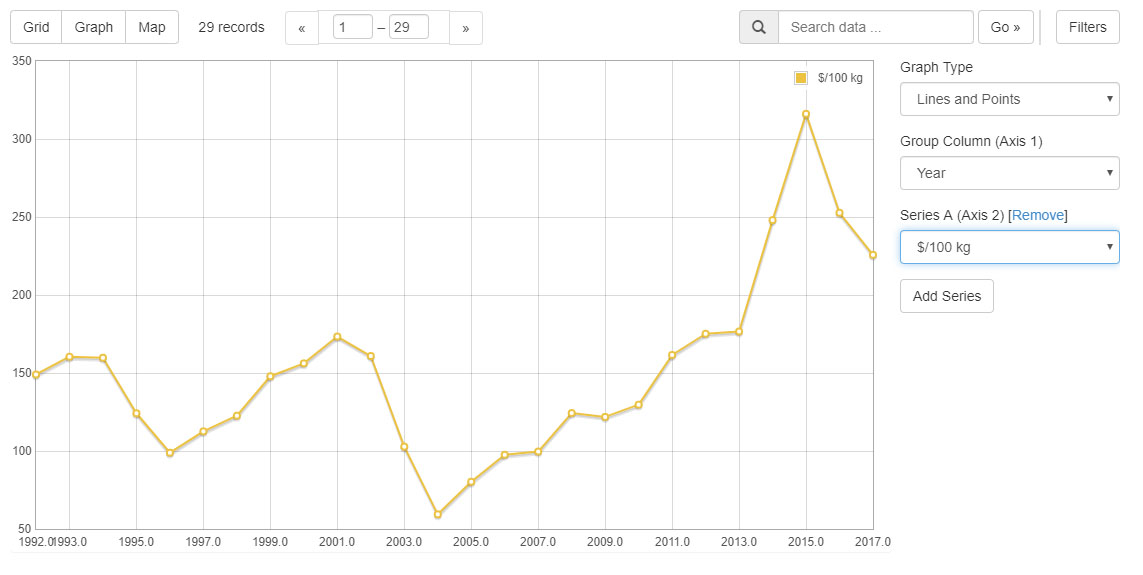 Grid Graph Map 29 records « 1 – 29 » Search data ... Go » Filters
$/100 kg
350
300
250
200
150
100
50
1992.0 1993.0 1995.0 1997.0 1999.0 2001.0 2003.0 2005.0 2007.0 2009.0 2011.0 2013.0 2015.0 2017.0
Graph Type
Lines and Points
Group Column (Axis 1)
Year
Series A (Axis 2) [Remove]
$/100 kg
Add Series